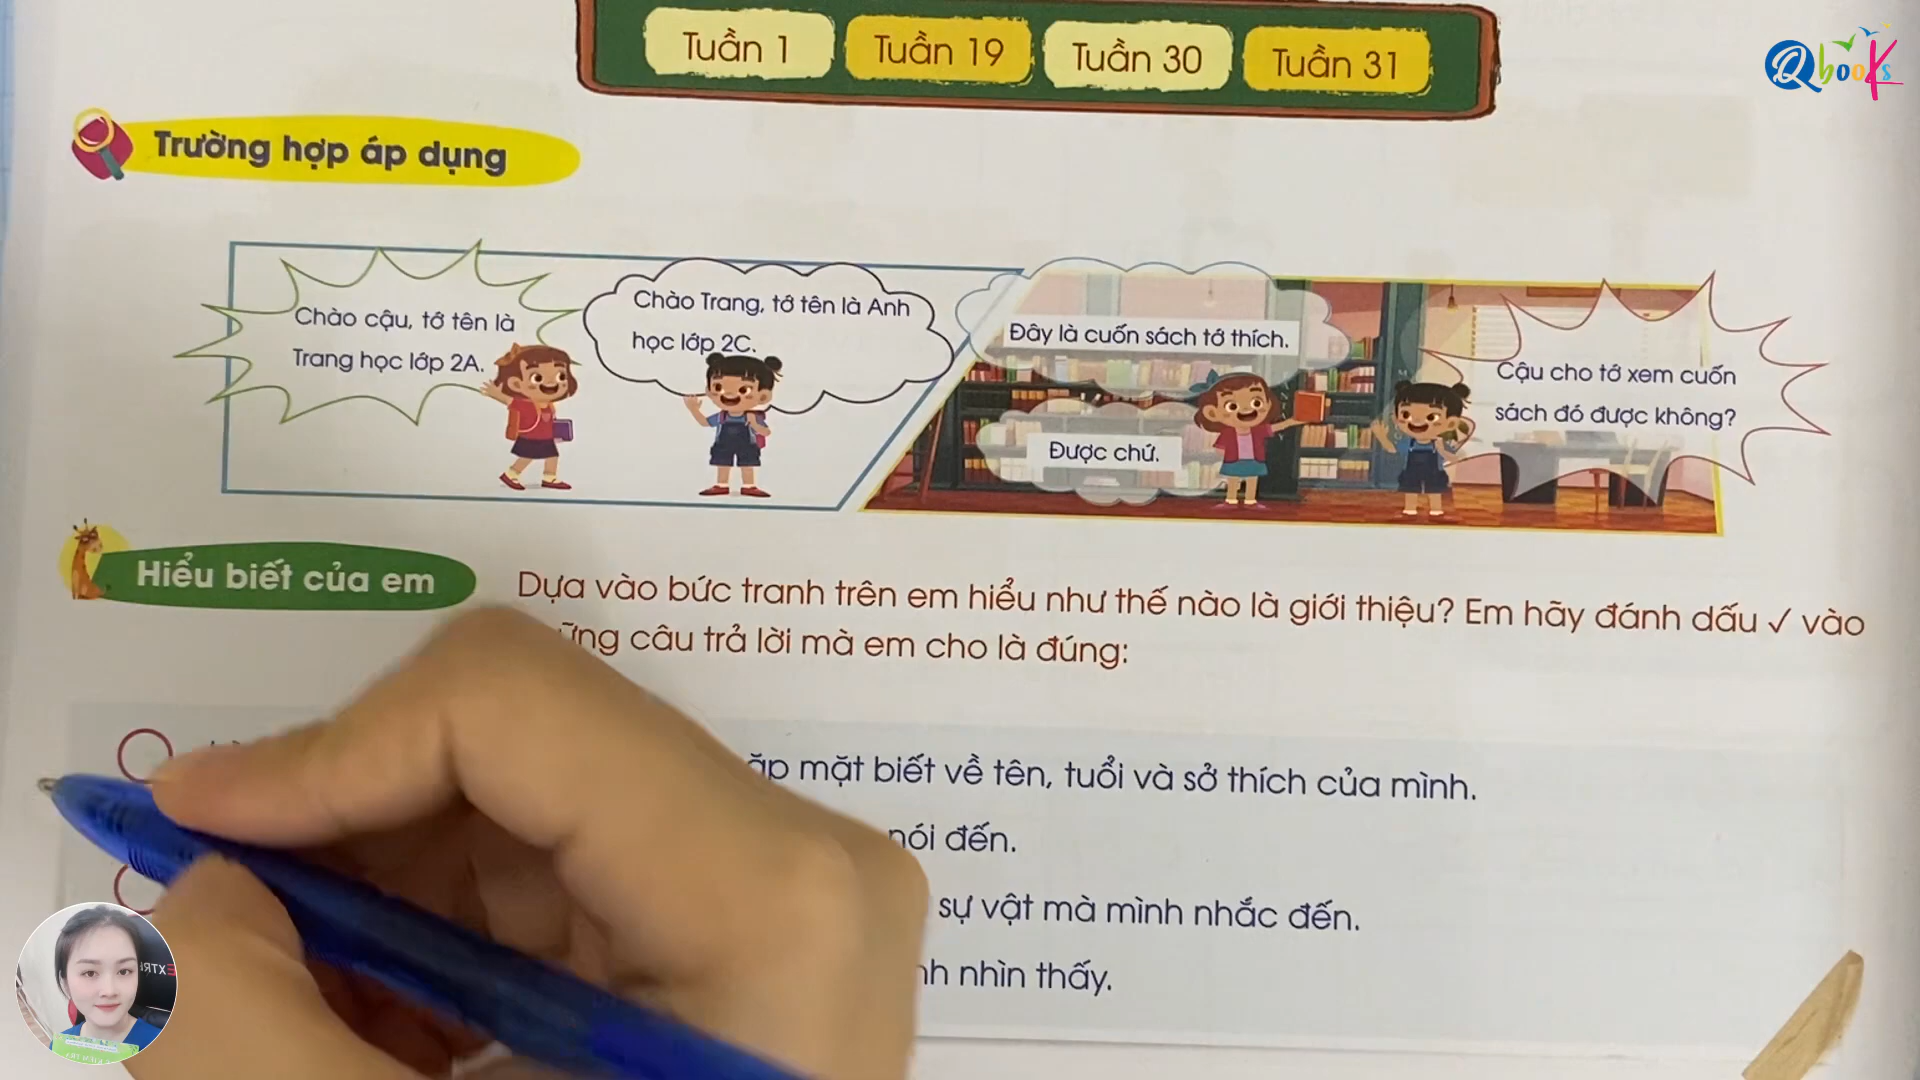 Tuần 1
Tuần 19
Tuần 30
Tuần 31
Qbooks
Trường hợp áp dụng
Chào cậu, tớ tên là
Trang học lớp 2A.
Chào Trang, tớ tên là Anh
học lớp 2C.
Đây là cuốn sách tớ thích.
Được chứ.
Cậu cho tớ xem cuốn
sách đó được không?
Hiểu biết của em
Dựa vào bức tranh trên em hiểu như thế nào là giới thiệu? Em hãy đánh dấu ✓ vào
câu trả lời mà em cho là đúng:
mặt biết về tên, tuổi và sở thích của mình.
nói đến.
sự vật mà mình nhắc đến.
nhìn thấy.